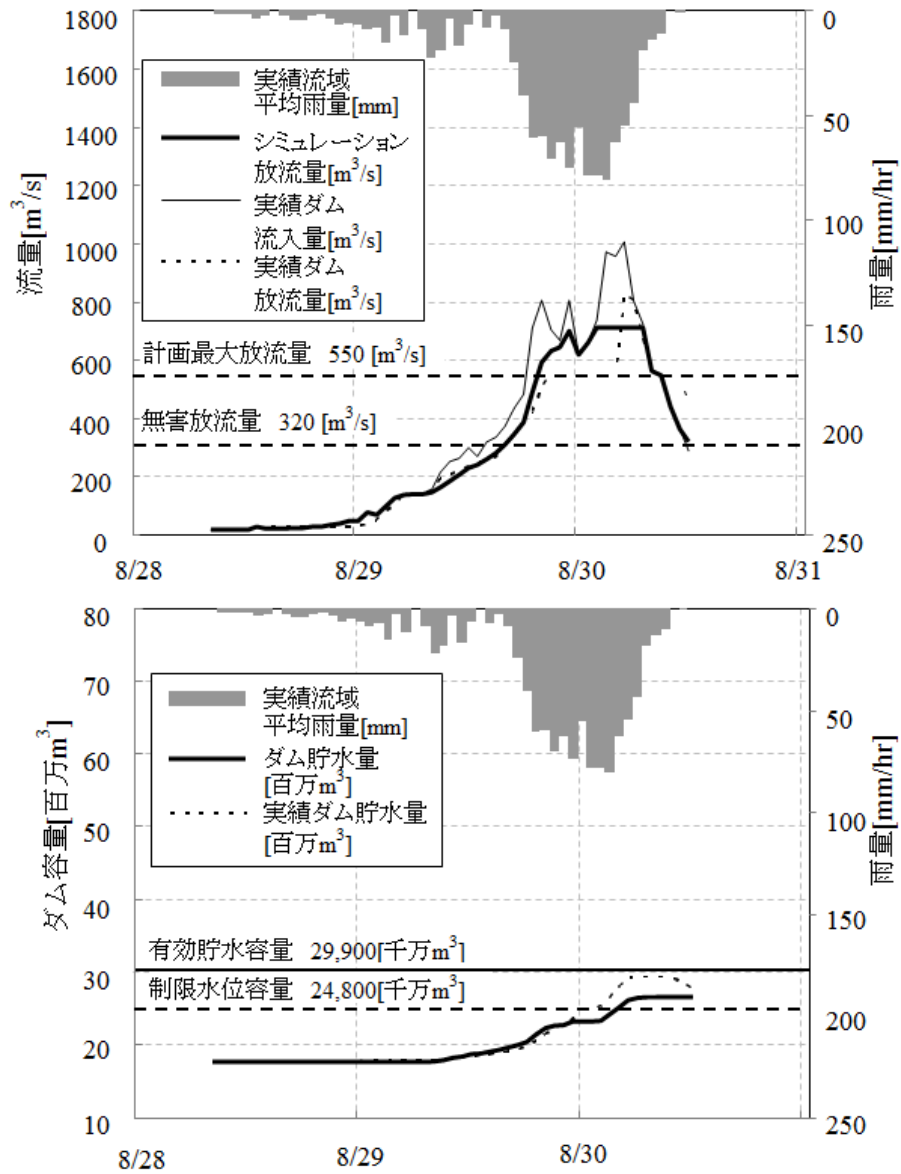 1800
1600
1400
1200
1000
800
600
400
200
0
流量[m³/s]
0
50
100
150
200
250
雨量[mm/hr]
実績流域
平均雨量[mm]
シミュレーション
放流量[m³/s]
実績ダム
流入量[m³/s]
実績ダム
放流量[m³/s]
計画最大放流量 550 [m³/s]
無害放流量 320 [m³/s]
8/28 8/29 8/30 8/31
80
70
60
50
40
30
20
10
ダム容量[百万m³]
0
50
100
150
200
250
雨量[mm/hr]
実績流域
平均雨量[mm]
ダム貯水量
[百万m³]
実績ダム貯水量
[百万m³]
有効貯水容量 29,900[千万m³]
制限水位容量 24,800[千万m³]
8/28 8/29 8/30